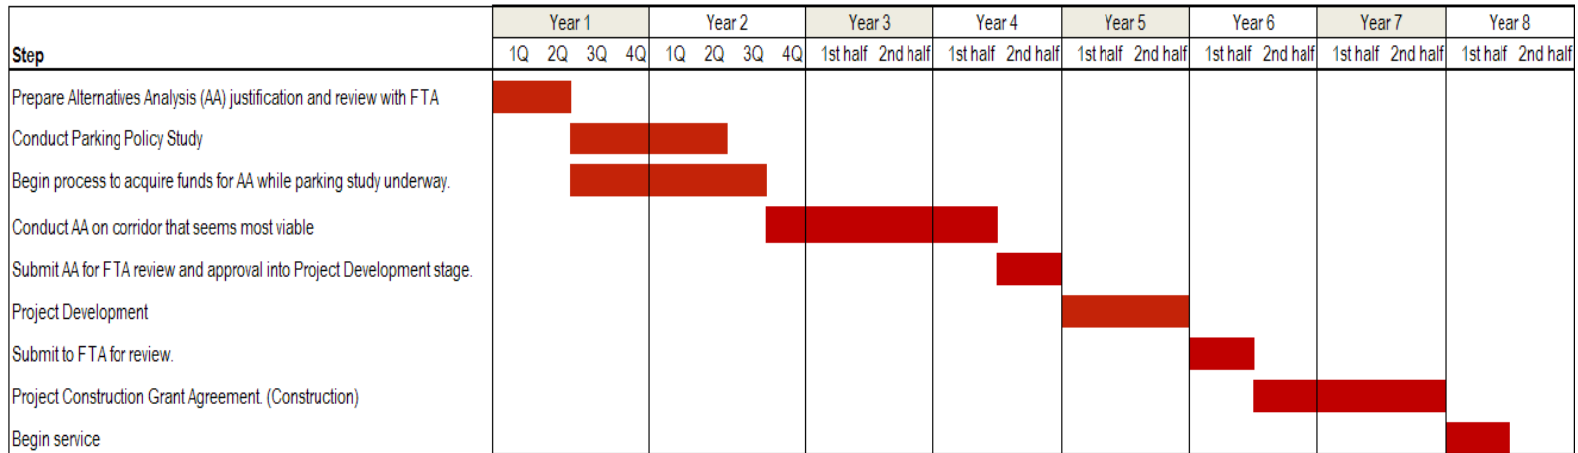 Year 1 Year 2 Year 3 Year 4 Year 5 Year 6 Year 7 Year 8
Step 1Q 2Q 3Q 4Q 1Q 2Q 3Q 4Q 1st half 2nd half 1st half 2nd half 1st half 2nd half 1st half 2nd half 1st half 2nd half 1st half 2nd half
Prepare Alternatives Analysis (AA) justification and review with FTA
Conduct Parking Policy Study
Begin process to acquire funds for AA while parking study underway.
Conduct AA on corridor that seems most viable
Submit AA for FTA review and approval into Project Development stage.
Project Development
Submit to FTA for review.
Project Construction Grant Agreement. (Construction)
Begin service